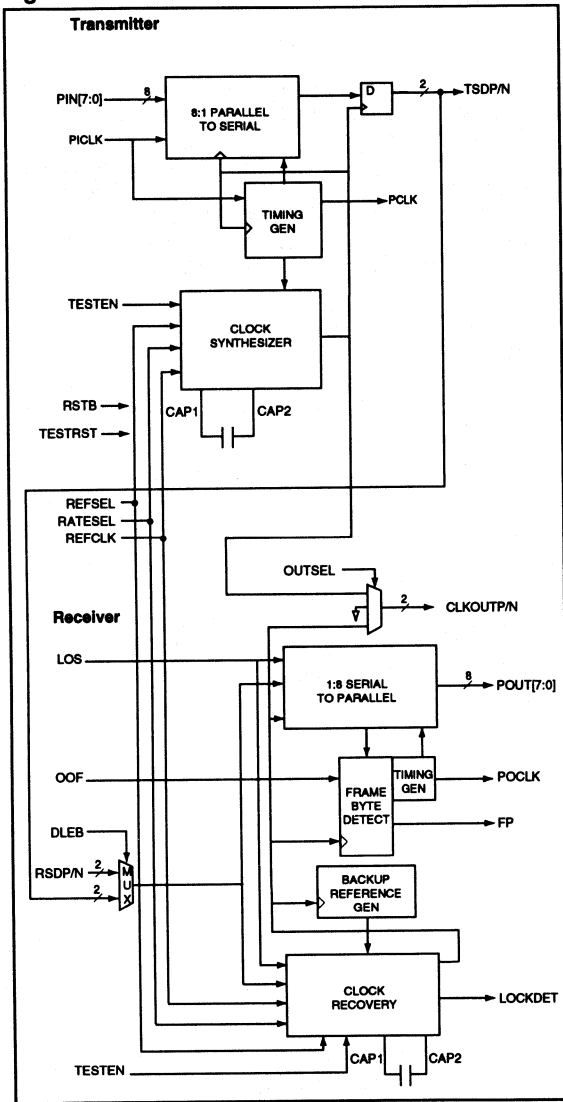 Transmitter
PIN[7:0]
8
8:1 PARALLEL
TO SERIAL
D
2
TSDP/N
PICLK
TIMING
GEN
PCLK
TESTEN
CLOCK
SYNTHESIZER
RSTB
CAP1
CAP2
TESTRST
REFSEL
RATESEL
REFCLK
OUTSEL
2
CLKOUTP/N
Receiver
LOS
1:8 SERIAL
TO PARALLEL
8
POUT[7:0]
OOF
FRAME
BYTE
DETECT
TIMING
GEN
POCLK
FP
DLEB
RSDP/N
2
2
M
U
X
BACKUP
REFERENCE
GEN
CLOCK
RECOVERY
LOCKDET
TESTEN
CAP1
CAP2